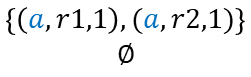 {(a,r1,1),(a,r2,1)}
∅